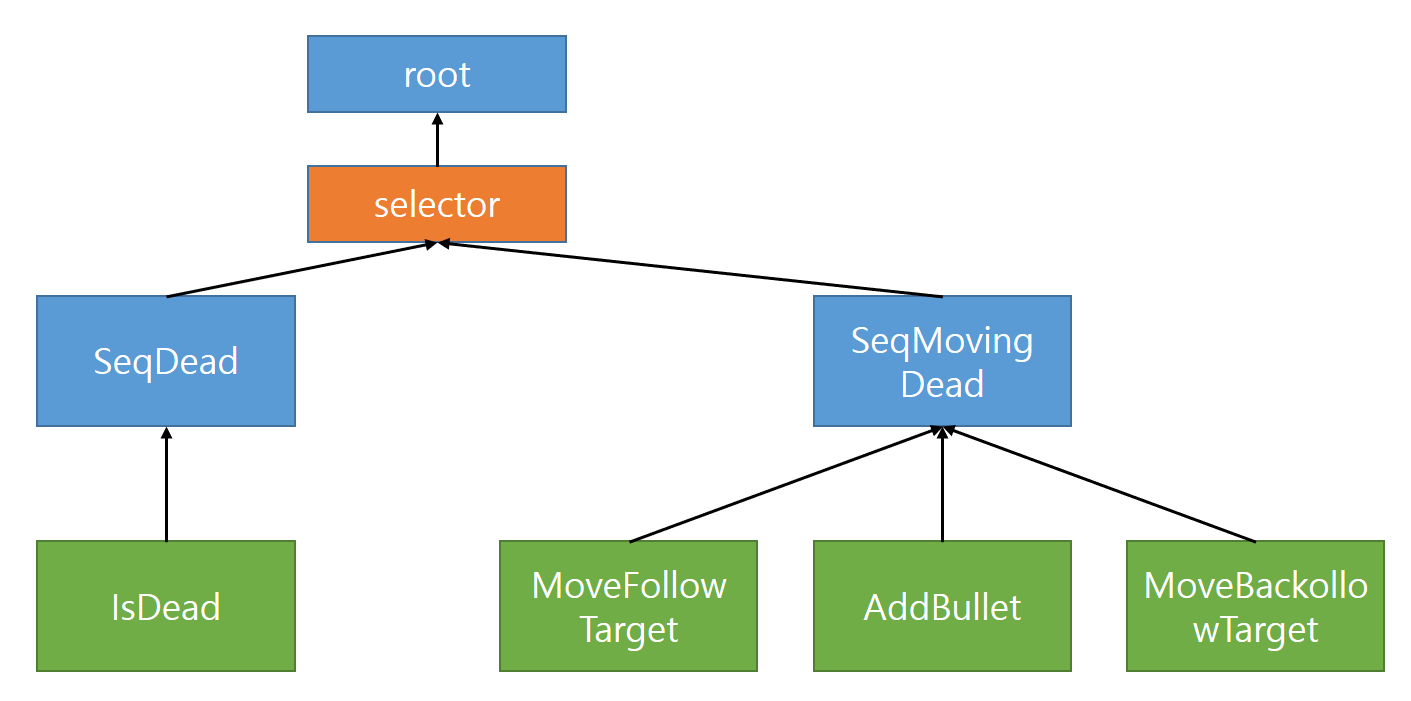 root
selector
SeqDead
SeqMoving
Dead
IsDead
MoveFollow
Target
AddBullet
MoveBackollo
wTarget